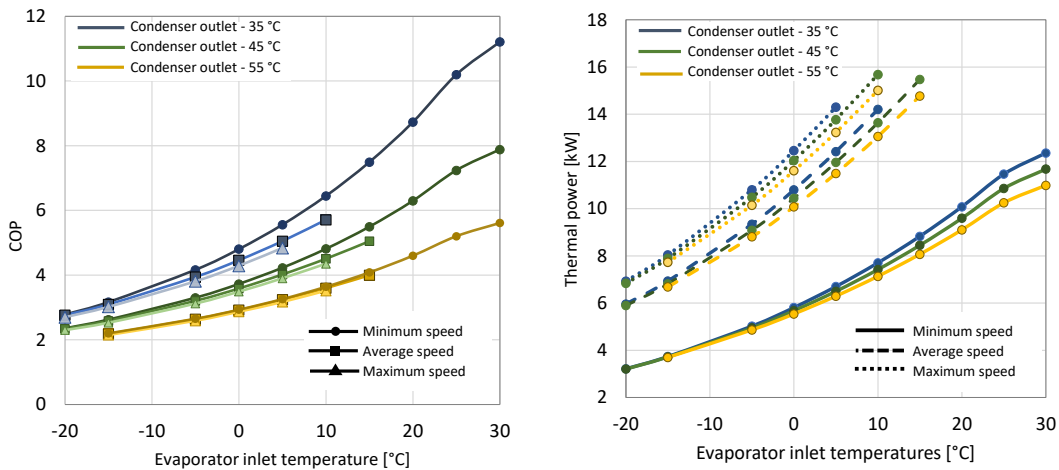 12
10
8
6
4
2
0
COP
Condenser outlet - 35 °C
Condenser outlet - 45 °C
Condenser outlet - 55 °C
Minimum speed
Average speed
Maximum speed
-20 -10 0 10 20 30
Evaporator inlet temperature [°C]
18
16
14
12
10
8
6
4
2
Thermal power [kW]
Condenser outlet - 35 °C
Condenser outlet - 45 °C
Condenser outlet - 55 °C
Minimum speed
Average speed
Maximum speed
-20 -10 0 10 20 30
Evaporator inlet temperatures [°C]